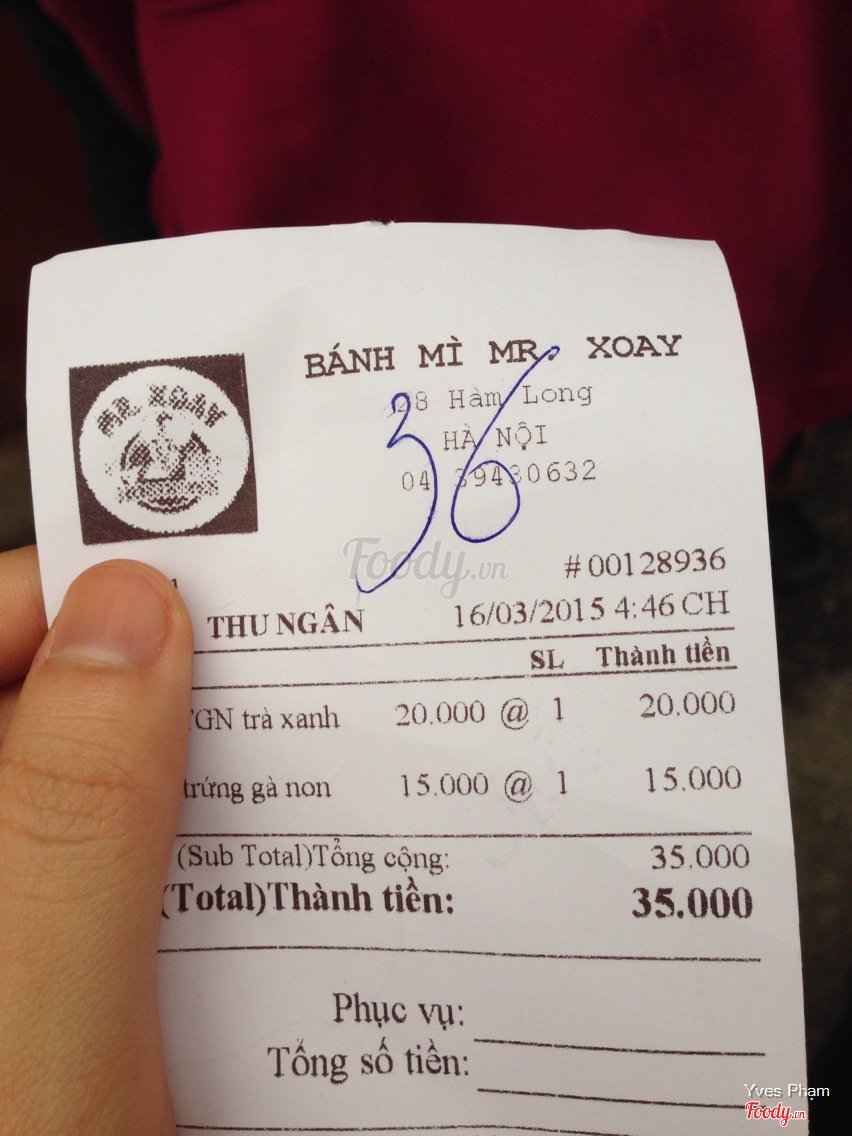 BÁNH MÌ MR. XOAY
MR XOAY
28 Hàm Long
HÀ NỘI
04 39430632
36
Foody.vn
#00128936
THU NGÂN 16/03/2015 4:46 CH
SL Thành tiền
TGN trà xanh 20.000 @ 1 20.000
trứng gà non 15.000 @ 1 15.000
(Sub Total)Tổng cộng: 35.000
(Total)Thành tiền: 35.000
Phục vụ:
Tổng số tiền:
Yves Phạm
Foody.vn